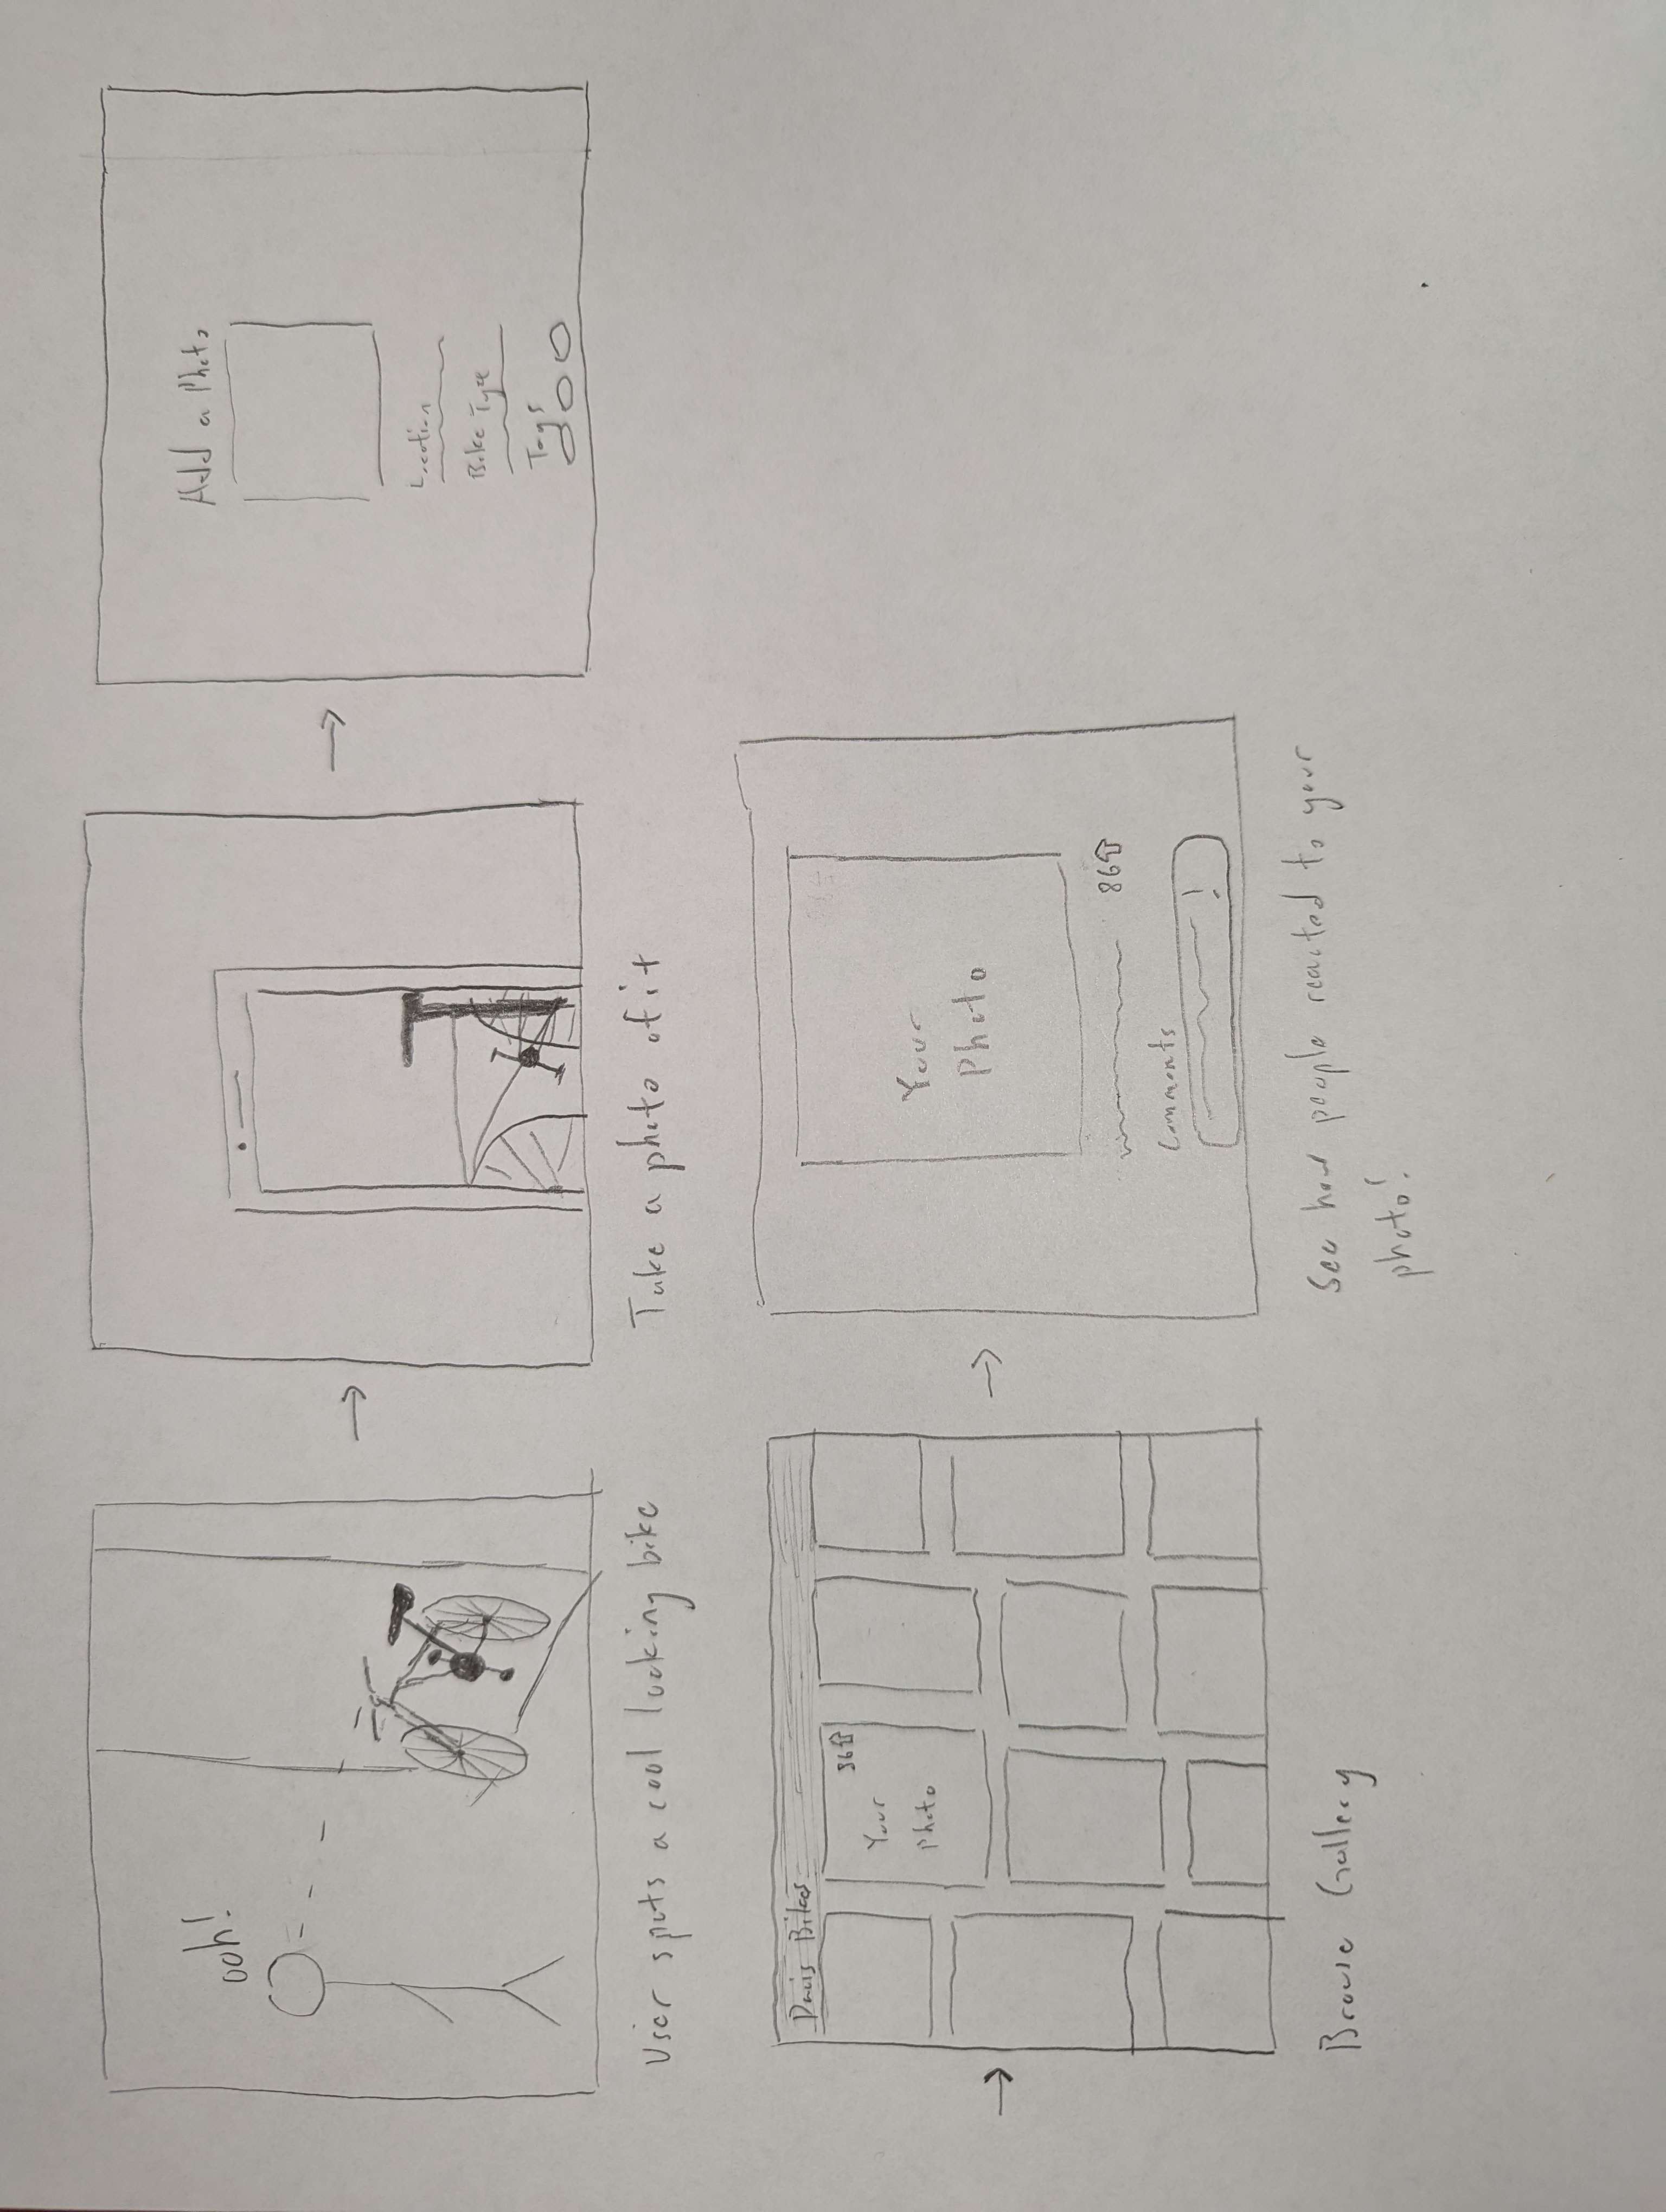 ooh!
User spots a cool looking bike
Take a photo of it
Add a Photo
Location
Bike Type
Tags
Davis Bikes
86
Your
Photo
Browse Gallery
Your
Photo
86
Comments
!
See how people reacted to your
photo!